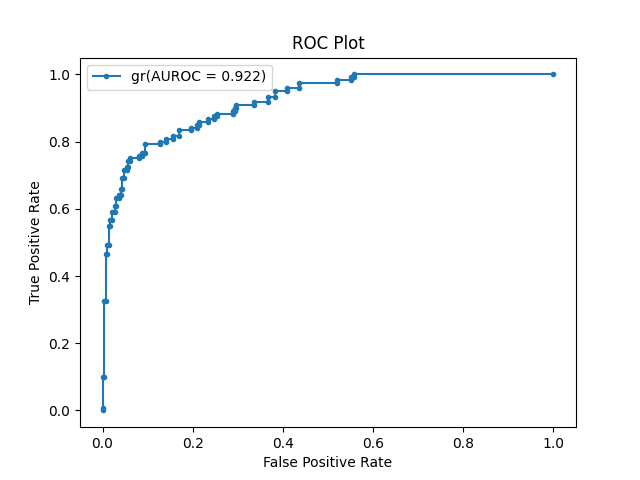 ROC Plot
gr(AUROC = 0.922)
True Positive Rate
1.0
0.8
0.6
0.4
0.2
0.0
0.0 0.2 0.4 0.6 0.8 1.0
False Positive Rate